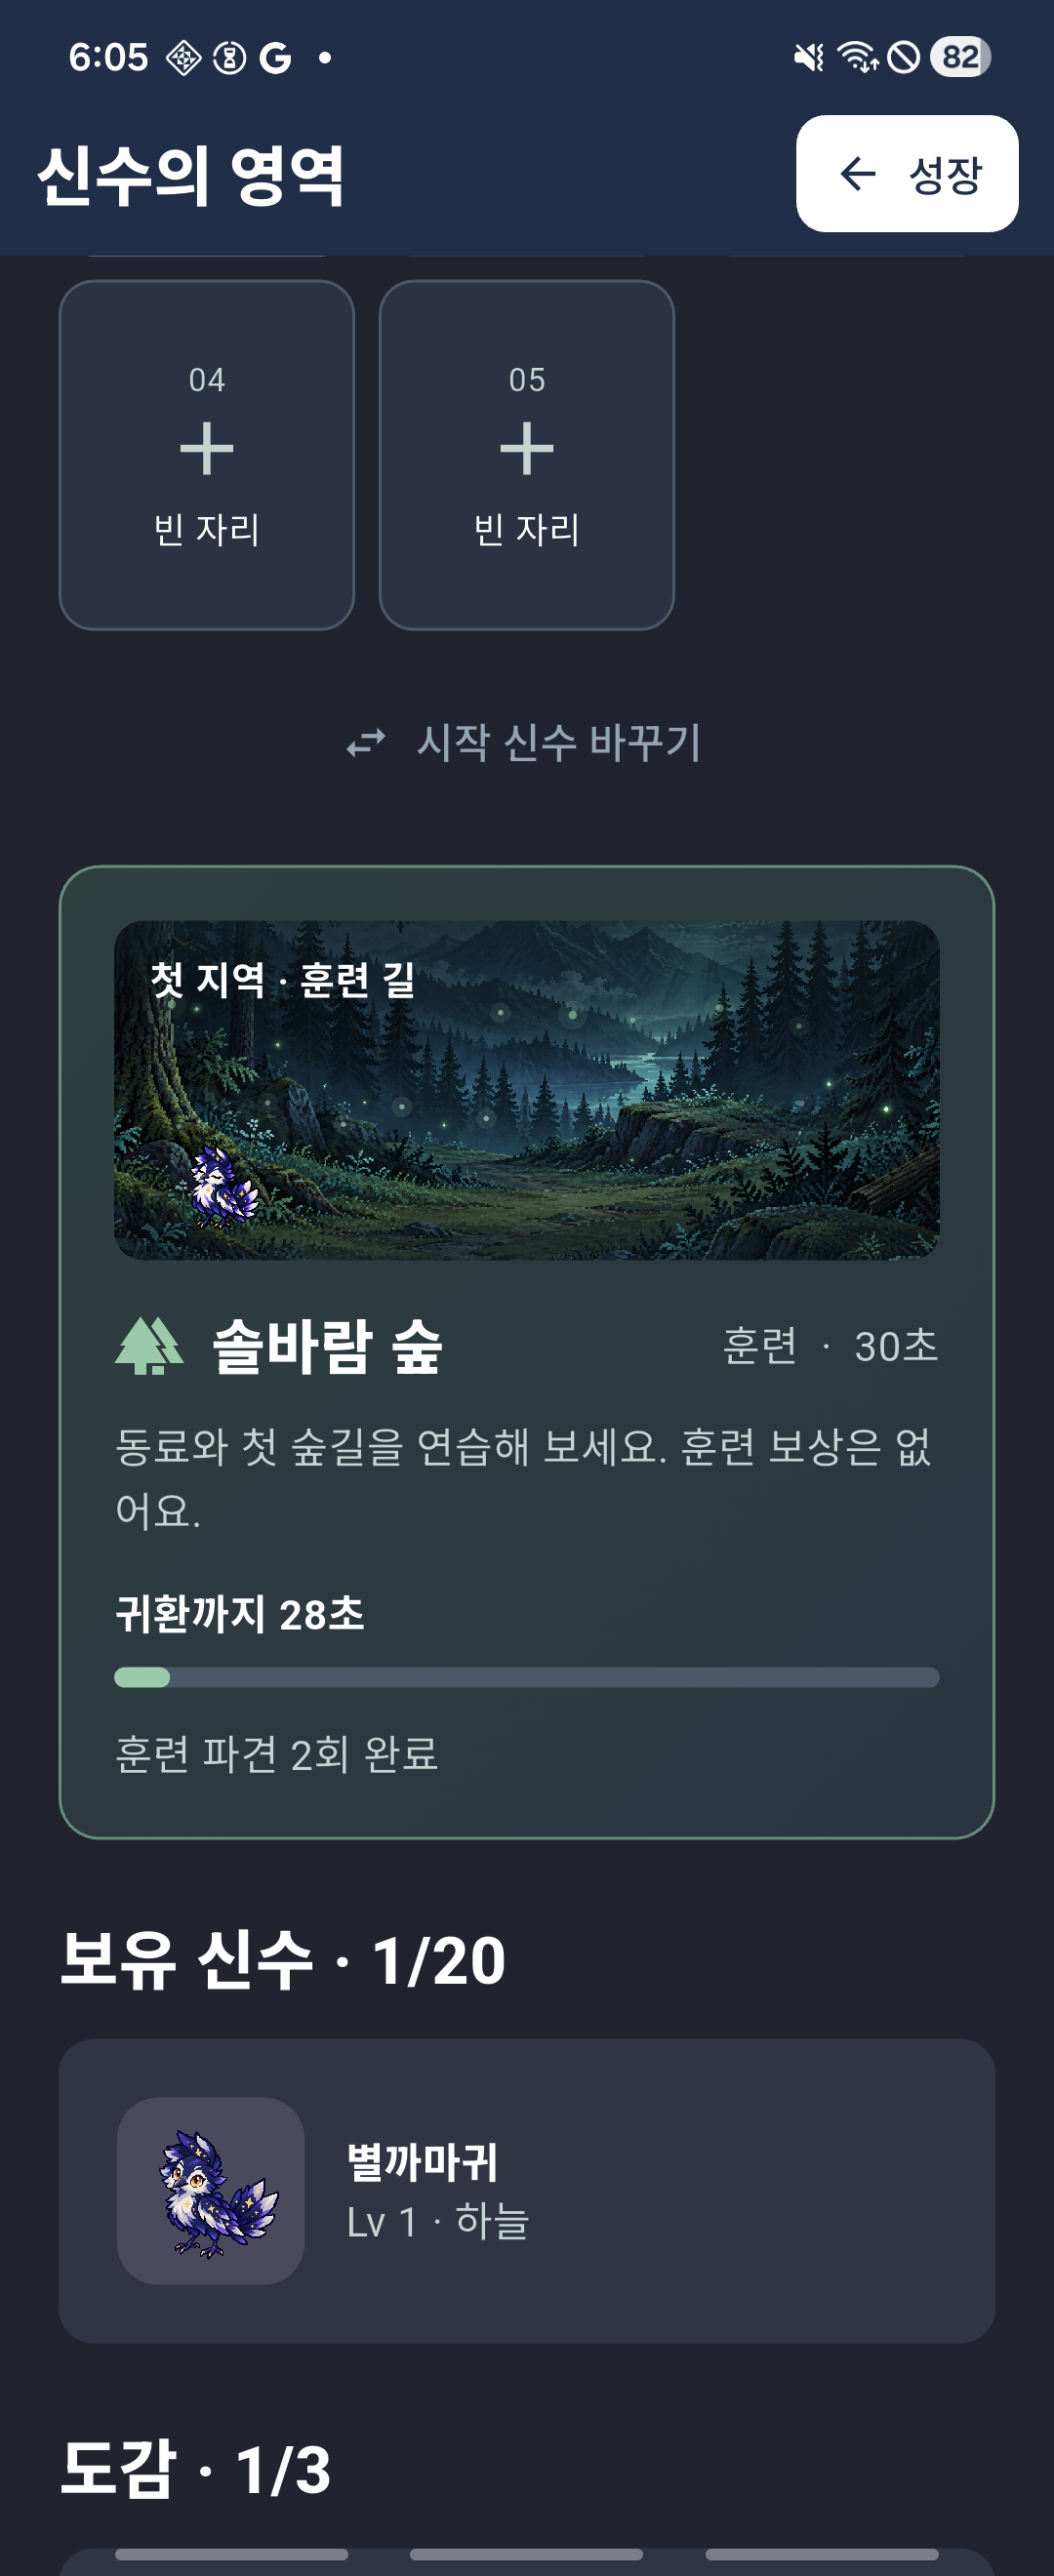 6:05
82
신수의 영역
성장
04
05
빈 자리
빈 자리
시작 신수 바꾸기
첫 지역 · 훈련 길
솔바람 숲
훈련 · 30초
동료와 첫 숲길을 연습해 보세요. 훈련 보상은 없
어요.
귀환까지 28초
훈련 파견 2회 완료
보유 신수 · 1/20
별까마귀
Lv 1 · 하늘
도감 · 1/3